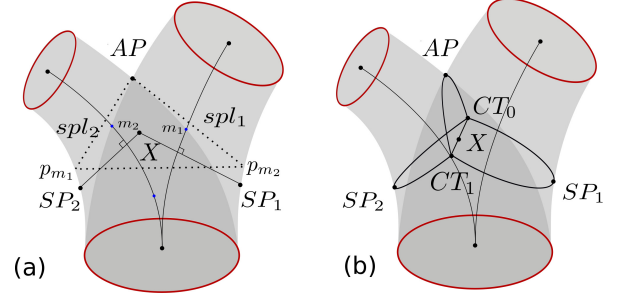 AP
spl₂ m₂ m₁ spl₁
X
pₘ₁ pₘ₂
SP₂ SP₁
(a)
AP
CT₀
X
CT₁
SP₂ SP₁
(b)